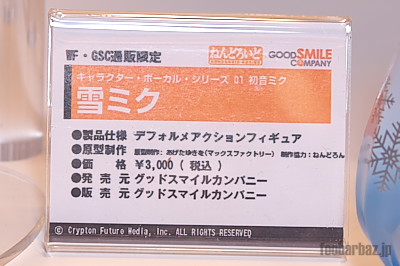 WF・GSC通販限定
ねんどろいど
GOOD SMILE COMPANY
キャラクター・ボーカル・シリーズ 01 初音ミク
雪ミク
●製品仕様 デフォルメアクションフィギュア
●原型制作 原型制作:あげたゆきを(マックスファクトリー) 制作協力:ねんどろん
●価 格 ¥3,000(税込)
●発 売 元 グッドスマイルカンパニー
●販 売 元 グッドスマイルカンパニー
© Crypton Future Media, Inc. ALL RIGHTS RESERVED
foobarbaz.jp